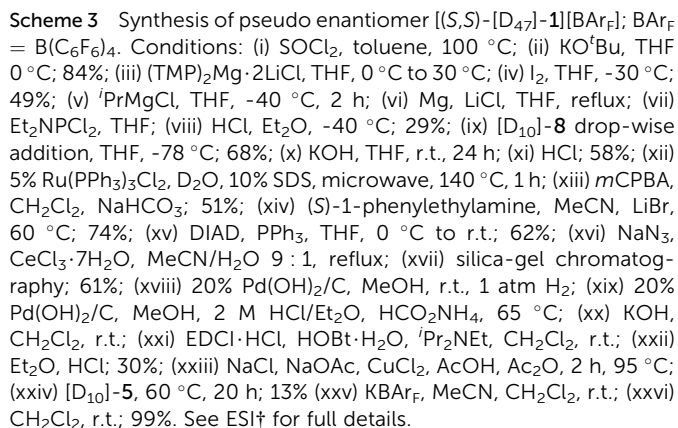 Scheme 3 Synthesis of pseudo enantiomer [(S,S)-[D₄₇]-1][BArF]; BArF
= B(C₆F₆)₄. Conditions: (i) SOCl₂, toluene, 100 °C; (ii) KOᵗBu, THF
0 °C; 84%; (iii) (TMP)₂Mg·2LiCl, THF, 0 °C to 30 °C; (iv) I₂, THF, -30 °C;
49%; (v) ⁱPrMgCl, THF, -40 °C, 2 h; (vi) Mg, LiCl, THF, reflux; (vii)
Et₂NPCl₂, THF; (viii) HCl, Et₂O, -40 °C; 29%; (ix) [D₁₀]-8 drop-wise
addition, THF, -78 °C; 68%; (x) KOH, THF, r.t., 24 h; (xi) HCl; 58%; (xii)
5% Ru(PPh₃)₃Cl₂, D₂O, 10% SDS, microwave, 140 °C, 1 h; (xiii) mCPBA,
CH₂Cl₂, NaHCO₃; 51%; (xiv) (S)-1-phenylethylamine, MeCN, LiBr,
60 °C; 74%; (xv) DIAD, PPh₃, THF, 0 °C to r.t.; 62%; (xvi) NaN₃,
CeCl₃·7H₂O, MeCN/H₂O 9 : 1, reflux; (xvii) silica-gel chromatog-
raphy; 61%; (xviii) 20% Pd(OH)₂/C, MeOH, r.t., 1 atm H₂; (xix) 20%
Pd(OH)₂/C, MeOH, 2 M HCl/Et₂O, HCO₂NH₄, 65 °C; (xx) KOH,
CH₂Cl₂, r.t.; (xxi) EDCI·HCl, HOBt·H₂O, ⁱPr₂NEt, CH₂Cl₂, r.t.; (xxii)
Et₂O, HCl; 30%; (xxiii) NaCl, NaOAc, CuCl₂, AcOH, Ac₂O, 2 h, 95 °C;
(xxiv) [D₁₀]-5, 60 °C, 20 h; 13% (xxv) KBArF, MeCN, CH₂Cl₂, r.t.; (xxvi)
CH₂Cl₂, r.t.; 99%. See ESI† for full details.